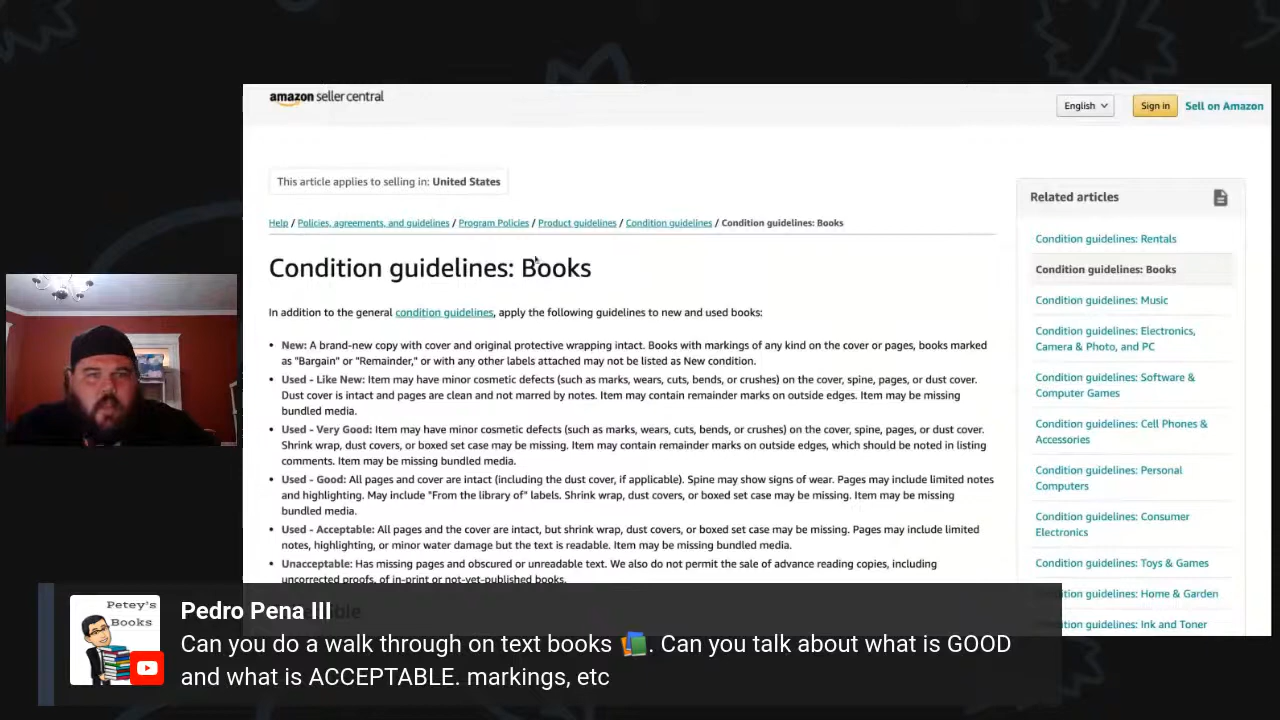 amazon seller central
English
Sign in
Sell on Amazon
This article applies to selling in: United States
Help / Policies, agreements, and guidelines / Program Policies / Product guidelines / Condition guidelines / Condition guidelines: Books
Condition guidelines: Books
In addition to the general condition guidelines, apply the following guidelines to new and used books:
• New: A brand-new copy with cover and original protective wrapping intact. Books with markings of any kind on the cover or pages, books marked
as "Bargain" or "Remainder," or with any other labels attached may not be listed as New condition.
• Used - Like New: Item may have minor cosmetic defects (such as marks, wears, cuts, bends, or crushes) on the cover, spine, pages, or dust cover.
Dust cover is intact and pages are clean and not marred by notes. Item may contain remainder marks on outside edges. Item may be missing
bundled media.
• Used - Very Good: Item may have minor cosmetic defects (such as marks, wears, cuts, bends, or crushes) on the cover, spine, pages, or dust cover.
Shrink wrap, dust covers, or boxed set case may be missing. Item may contain remainder marks on outside edges, which should be noted in listing
comments. Item may be missing bundled media.
• Used - Good: All pages and cover are intact (including the dust cover, if applicable). Spine may show signs of wear. Pages may include limited notes
and highlighting. May include "From the library of" labels. Shrink wrap, dust covers, or boxed set case may be missing. Item may be missing
bundled media.
• Used - Acceptable: All pages and the cover are intact, but shrink wrap, dust covers, or boxed set case may be missing. Pages may include limited
notes, highlighting, or minor water damage but the text is readable. Item may be missing bundled media.
• Unacceptable: Has missing pages and obscured or unreadable text. We also do not permit the sale of advance reading copies, including
uncorrected proofs, of in-print or not-yet-published books.
Related articles
Condition guidelines: Rentals
Condition guidelines: Books
Condition guidelines: Music
Condition guidelines: Electronics,
Camera & Photo, and PC
Condition guidelines: Software &
Computer Games
Condition guidelines: Cell Phones &
Accessories
Condition guidelines: Personal
Computers
Condition guidelines: Consumer
Electronics
Condition guidelines: Toys & Games
guidelines: Home & Garden
guidelines: Ink and Toner
Petey's
Books
Pedro Pena III
Can you do a walk through on text books 📚. Can you talk about what is GOOD
and what is ACCEPTABLE. markings, etc